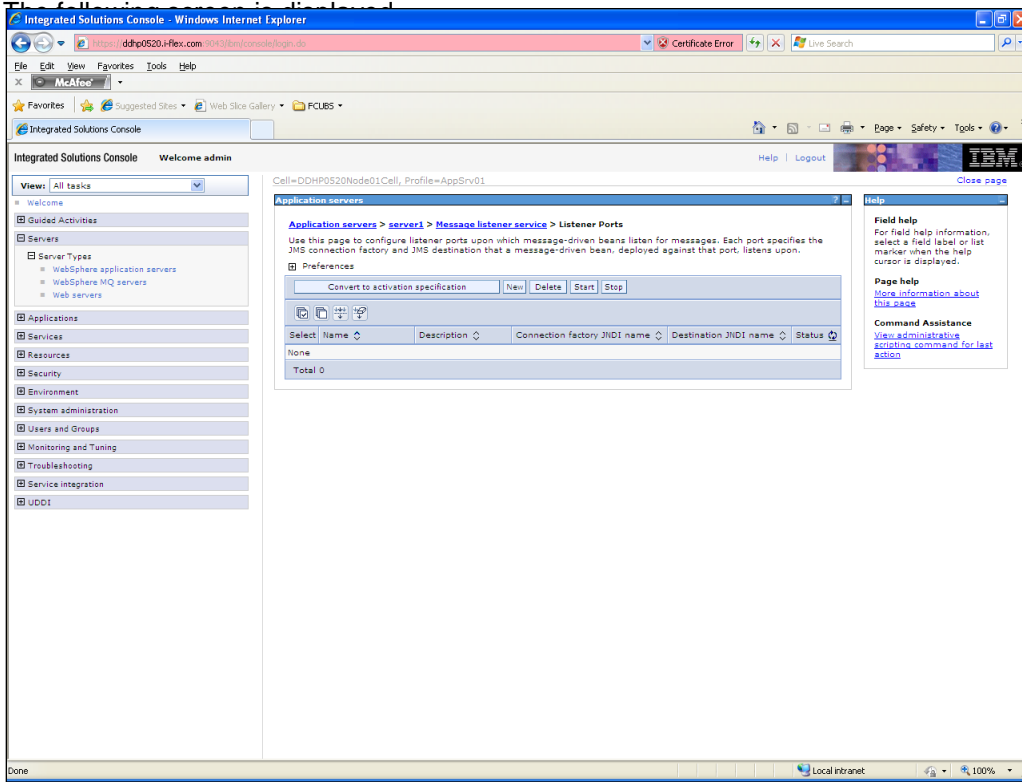 The following screen is displayed
Integrated Solutions Console - Windows Internet Explorer
https://ddhp0520.i-flex.com:9043/ibm/console/login.do
Certificate Error
Live Search
File Edit View Favorites Tools Help
x McAfee
Favorites Suggested Sites Web Slice Gallery FCUBS
Integrated Solutions Console
Page Safety Tools
Integrated Solutions Console Welcome admin
Help | Logout
IBM.
View: All tasks
Cell=DDHP0520Node01Cell, Profile=AppSrv01
Close page
Welcome
Guided Activities
Servers
Server Types
WebSphere application servers
WebSphere MQ servers
Web servers
Applications
Services
Resources
Security
Environment
System administration
Users and Groups
Monitoring and Tuning
Troubleshooting
Service integration
UDDI
Application servers
Application servers > server1 > Message listener service > Listener Ports
Use this page to configure listener ports upon which message-driven beans listen for messages. Each port specifies the
JMS connection factory and JMS destination that a message-driven bean, deployed against that port, listens upon.
Preferences
Convert to activation specification New Delete Start Stop
Select Name Description Connection factory JNDI name Destination JNDI name Status
None
Total 0
Help
Field help
For field help information,
select a field label or list
marker when the help
cursor is displayed.
Page help
More information about
this page
Command Assistance
View administrative
scripting command for last
action
Done
Local intranet
100%